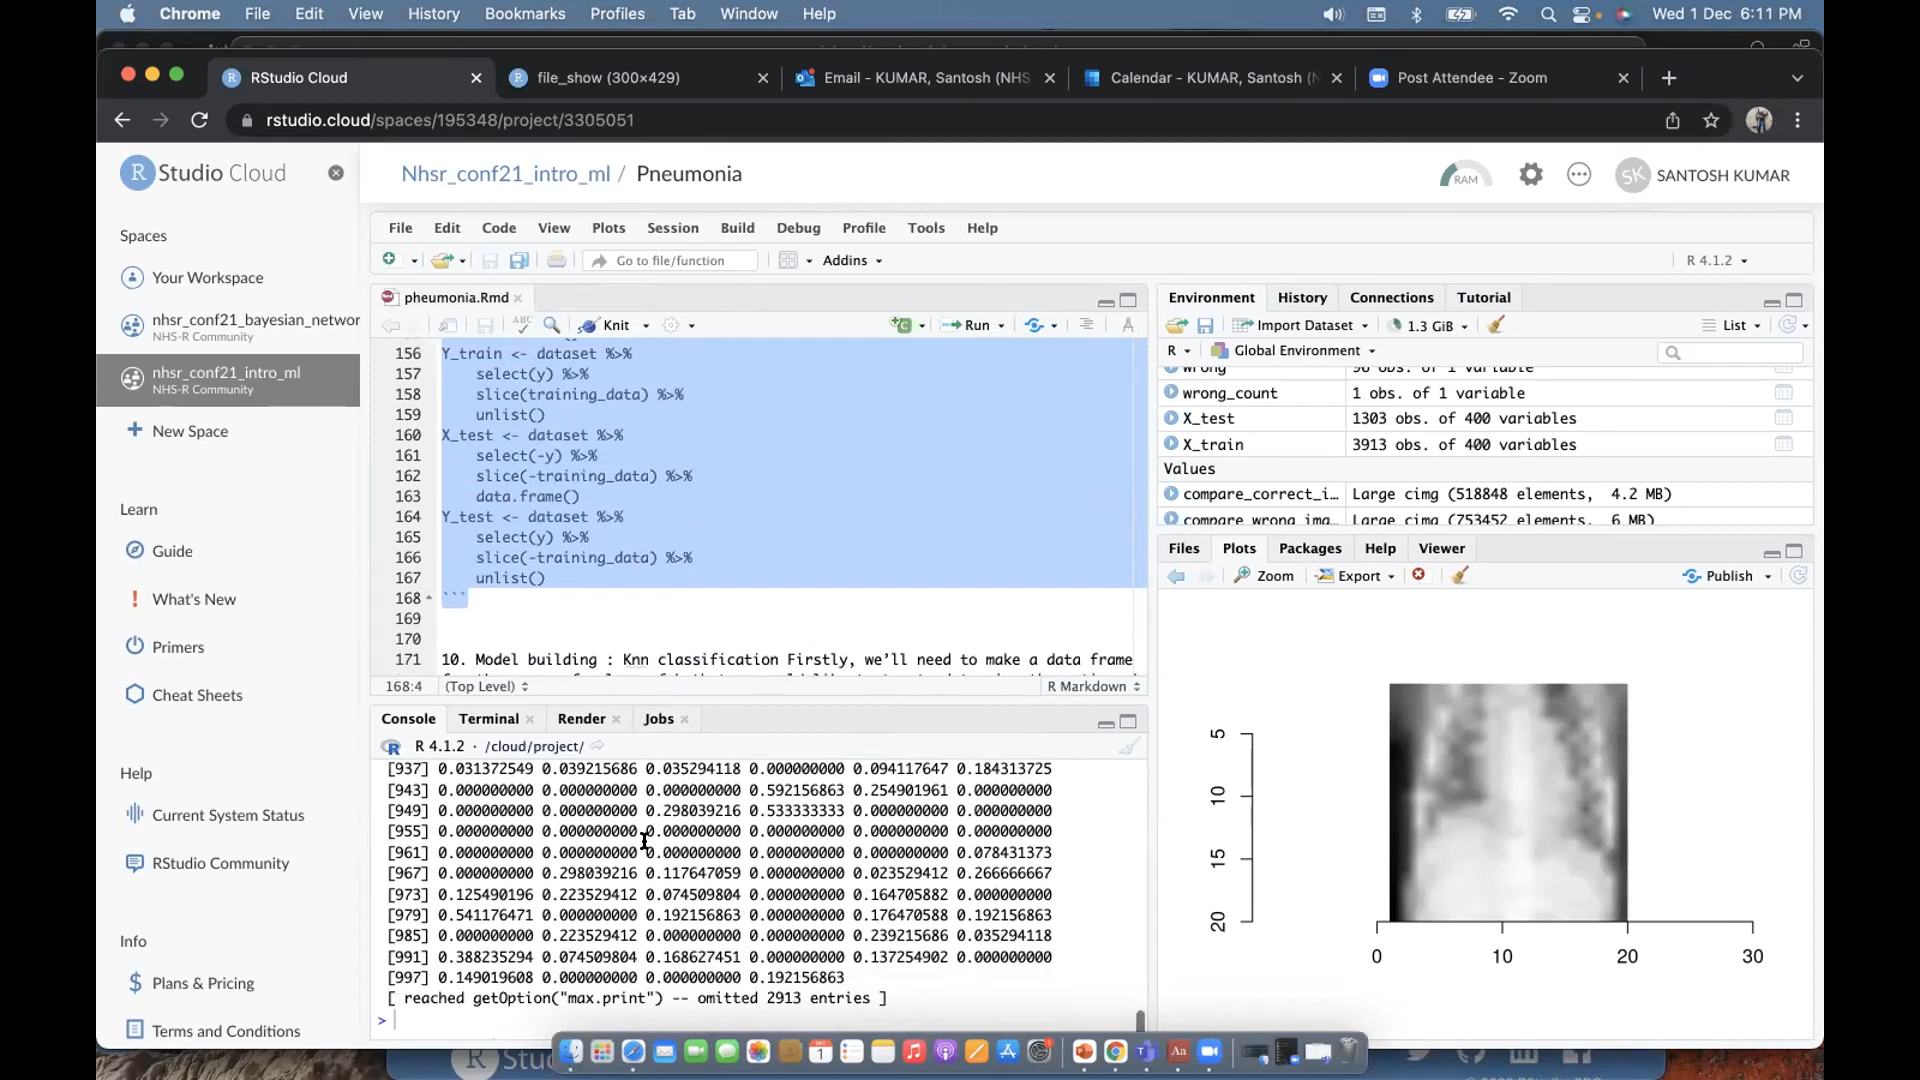 Chrome File Edit View History Bookmarks Profiles Tab Window Help Wed 1 Dec 6:11 PM
RStudio Cloud file_show (300×429) Email - KUMAR, Santosh (NHS Calendar - KUMAR, Santosh (N Post Attendee - Zoom
rstudio.cloud/spaces/195348/project/3305051
R Studio Cloud
Nhsr_conf21_intro_ml / Pneumonia
RAM
SK SANTOSH KUMAR
Spaces
Your Workspace
nhsr_conf21_bayesian_networ
NHS-R Community
nhsr_conf21_intro_ml
NHS-R Community
New Space
Learn
Guide
What's New
Primers
Cheat Sheets
Help
Current System Status
RStudio Community
Info
Plans & Pricing
Terms and Conditions
File Edit Code View Plots Session Build Debug Profile Tools Help
Go to file/function Addins R 4.1.2
pheumonia.Rmd
ABC Knit Run
156 Y_train <- dataset %>%
157 select(y) %>%
158 slice(training_data) %>%
159 unlist()
160 X_test <- dataset %>%
161 select(-y) %>%
162 slice(-training_data) %>%
163 data.frame()
164 Y_test <- dataset %>%
165 select(y) %>%
166 slice(-training_data) %>%
167 unlist()
168 ```
169
170
171 10. Model building : Knn classification Firstly, we’ll need to make a data frame
168:4 (Top Level) R Markdown
Console Terminal Render Jobs
R 4.1.2 · /cloud/project/
[937] 0.031372549 0.039215686 0.035294118 0.000000000 0.094117647 0.184313725
[943] 0.000000000 0.000000000 0.000000000 0.592156863 0.254901961 0.000000000
[949] 0.000000000 0.000000000 0.298039216 0.533333333 0.000000000 0.000000000
[955] 0.000000000 0.000000000 0.000000000 0.000000000 0.000000000 0.000000000
[961] 0.000000000 0.000000000 0.000000000 0.000000000 0.000000000 0.078431373
[967] 0.000000000 0.298039216 0.117647059 0.000000000 0.023529412 0.266666667
[973] 0.125490196 0.223529412 0.074509804 0.000000000 0.164705882 0.000000000
[979] 0.541176471 0.000000000 0.192156863 0.000000000 0.176470588 0.192156863
[985] 0.000000000 0.223529412 0.000000000 0.000000000 0.239215686 0.035294118
[991] 0.388235294 0.074509804 0.168627451 0.000000000 0.137254902 0.000000000
[997] 0.149019608 0.000000000 0.000000000 0.192156863
[ reached getOption("max.print") -- omitted 2913 entries ]
>
Environment History Connections Tutorial
Import Dataset 1.3 GiB List
R Global Environment
wrong 96 obs. of 1 variable
wrong_count 1 obs. of 1 variable
X_test 1303 obs. of 400 variables
X_train 3913 obs. of 400 variables
Values
compare_correct_i… Large cimg (518848 elements, 4.2 MB)
compare_wrong_ima… Large cimg (753452 elements, 6 MB)
Files Plots Packages Help Viewer
Zoom Export Publish
5
10
15
20
0 10 20 30